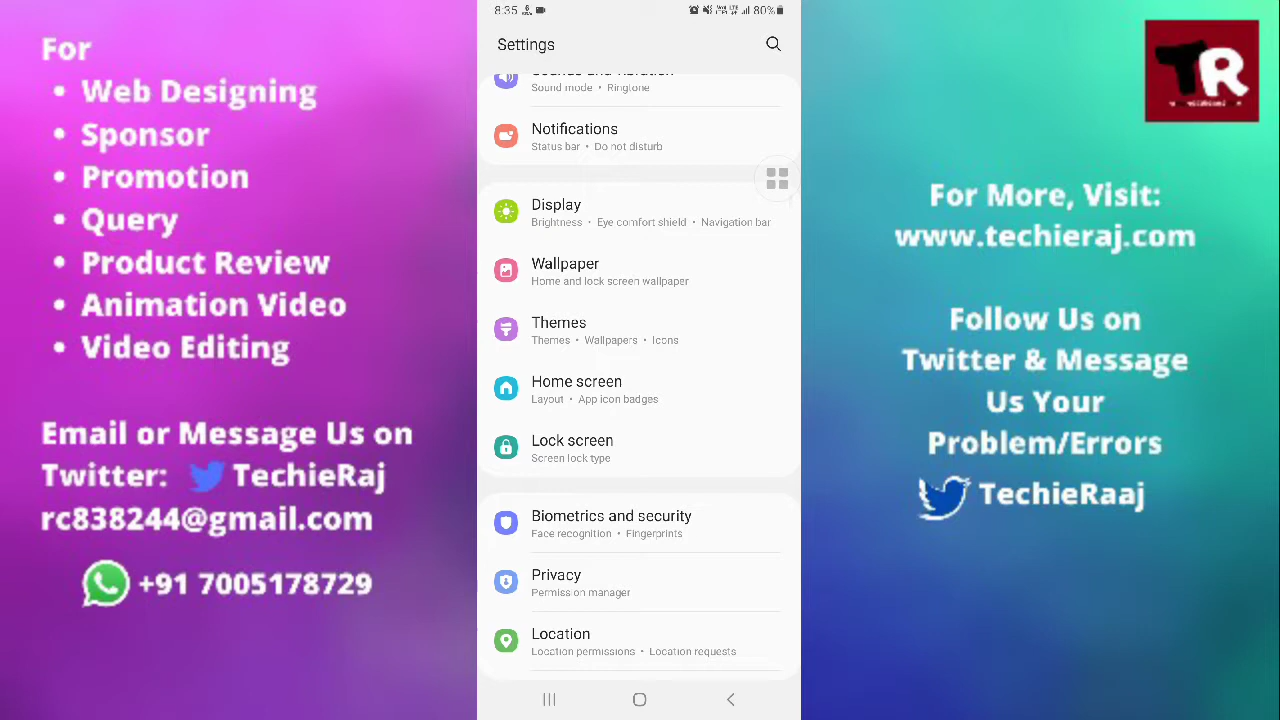 For
• Web Designing
• Sponsor
• Promotion
• Query
• Product Review
• Animation Video
• Video Editing
Email or Message Us on
Twitter: TechieRaj
rc838244@gmail.com
+91 7005178729
8:35
80%
Settings
Sounds and vibration
Sound mode • Ringtone
Notifications
Status bar • Do not disturb
Display
Brightness • Eye comfort shield • Navigation bar
Wallpaper
Home and lock screen wallpaper
Themes
Themes • Wallpapers • Icons
Home screen
Layout • App icon badges
Lock screen
Screen lock type
Biometrics and security
Face recognition • Fingerprints
Privacy
Permission manager
Location
Location permissions • Location requests
TR
For More, Visit:
www.techieraj.com
Follow Us on
Twitter & Message
Us Your
Problem/Errors
TechieRaaj